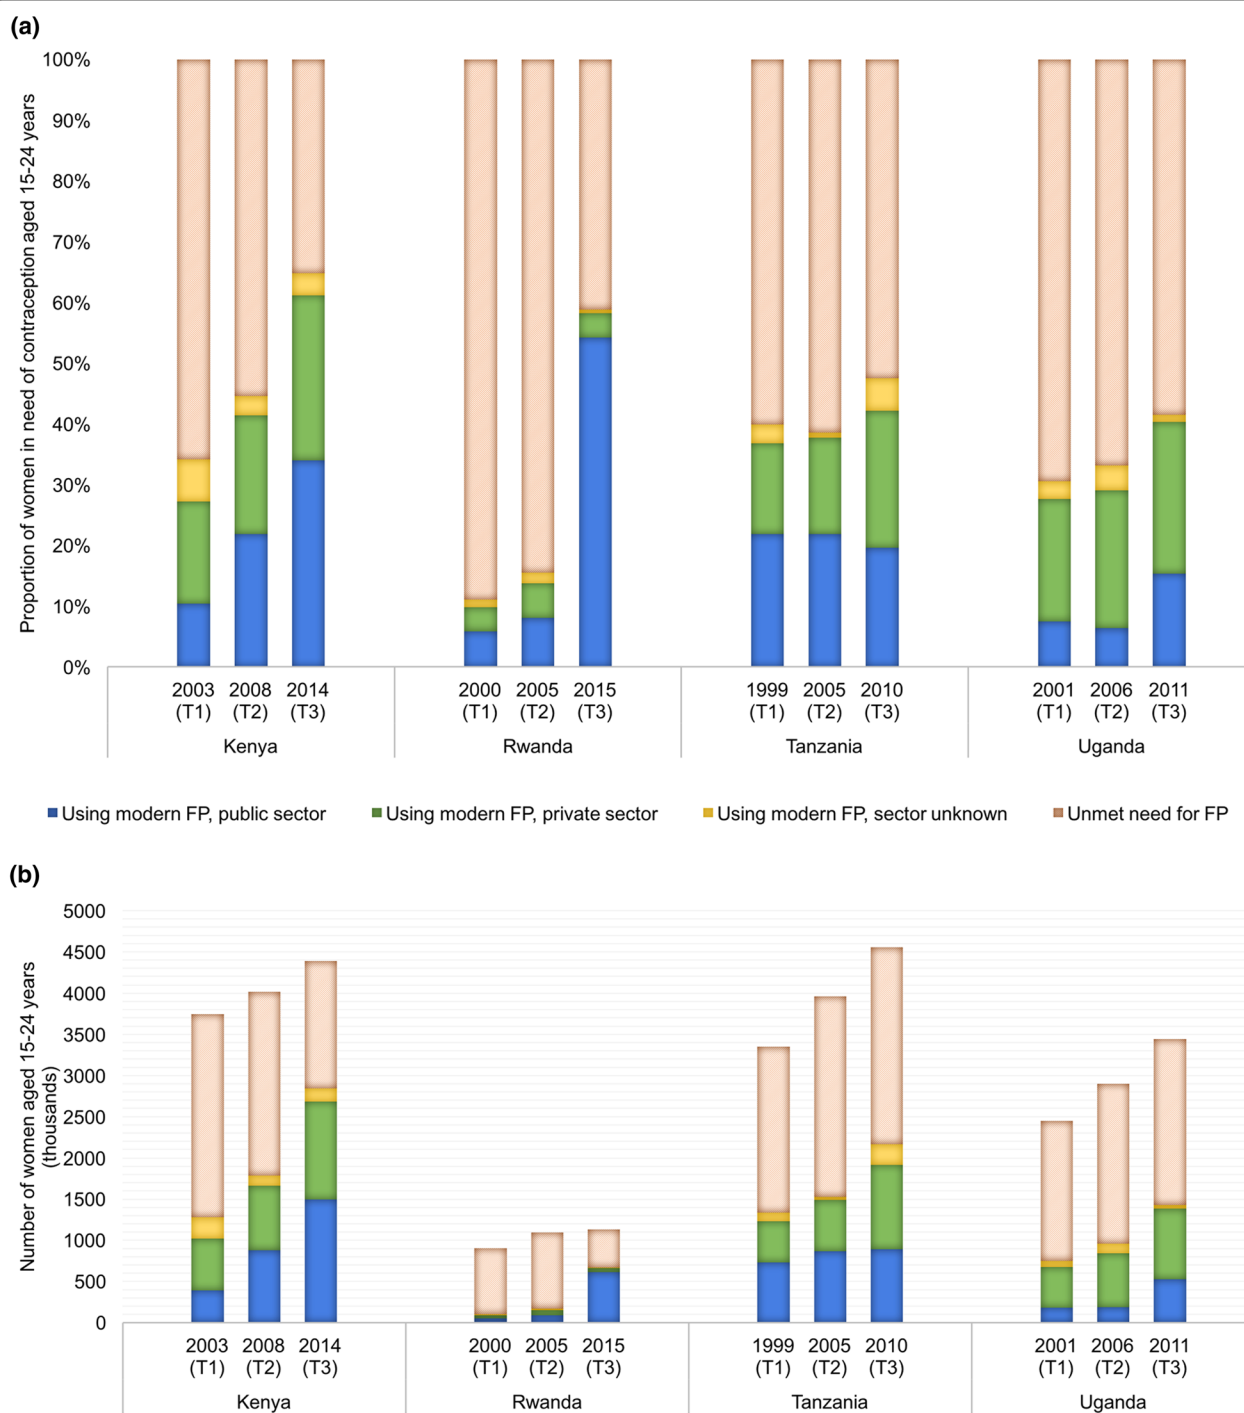 (a)
Proportion of women in need of contraception aged 15-24 years
100%
90%
80%
70%
60%
50%
40%
30%
20%
10%
0%
2003 2008 2014 2000 2005 2015 1999 2005 2010 2001 2006 2011
(T1) (T2) (T3) (T1) (T2) (T3) (T1) (T2) (T3) (T1) (T2) (T3)
Kenya Rwanda Tanzania Uganda
Using modern FP, public sector Using modern FP, private sector Using modern FP, sector unknown Unmet need for FP
(b)
Number of women aged 15-24 years
(thousands)
5000
4500
4000
3500
3000
2500
2000
1500
1000
500
0
2003 2008 2014 2000 2005 2015 1999 2005 2010 2001 2006 2011
(T1) (T2) (T3) (T1) (T2) (T3) (T1) (T2) (T3) (T1) (T2) (T3)
Kenya Rwanda Tanzania Uganda